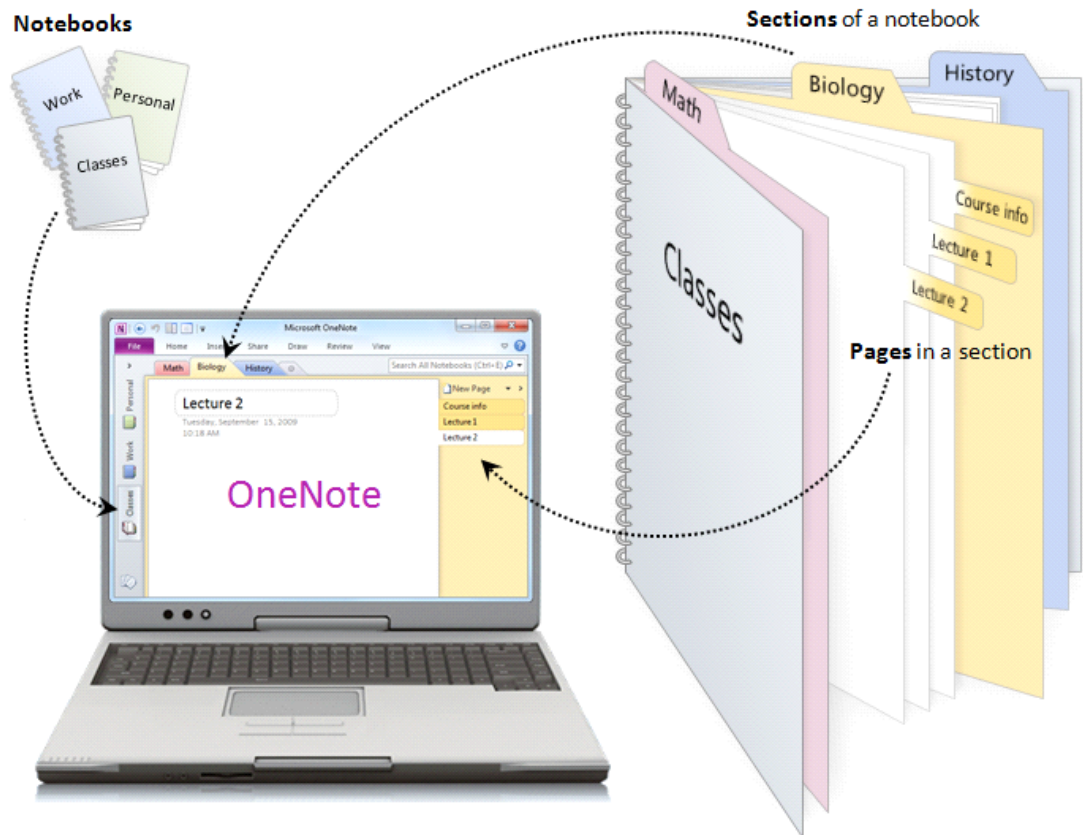 Notebooks
Work
Personal
Classes
Sections of a notebook
Math
Biology
History
Course info
Lecture 1
Lecture 2
Classes
Pages in a section
Microsoft OneNote
File Home Insert Share Draw Review View
Math Biology History
Search All Notebooks (Ctrl+E)
Personal
Work
Classes
Lecture 2
Tuesday, September 15, 2009
10:18 AM
OneNote
New Page
Course info
Lecture 1
Lecture 2